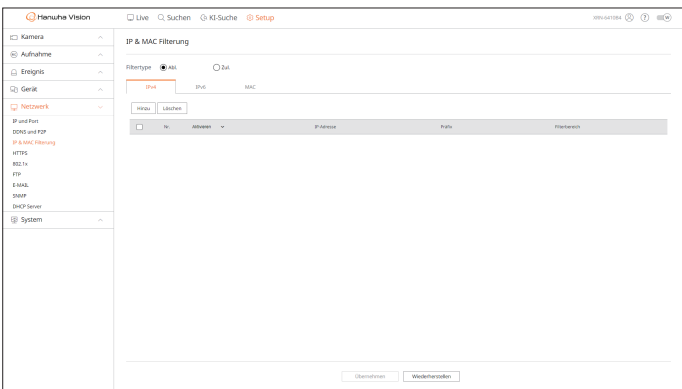 Hanwha Vision
Live Suchen KI-Suche Setup
Kamera
Aufnahme
Ereignis
Gerät
Netzwerk
IP und Port
DDNS und P2P
IP & MAC Filterung
HTTPS
802.1x
FTP
E-MAIL
SNMP
DHCP Server
System
IP & MAC Filterung
Filtertype Abl. Zul.
IPv4 IPv6 MAC
Hinzu Löschen
Nr. Aktivieren IP-Adresse Präfix Filterbereich
Übernehmen Wiederherstellen